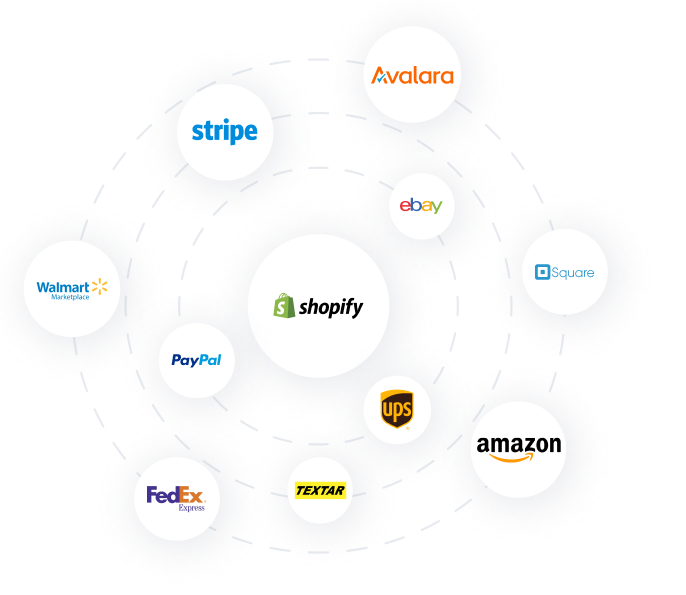 Avalara
stripe
ebay
Square
Walmart
Marketplace
S shopify
PayPal
ups
amazon
FedEx
Express
TEXTAR